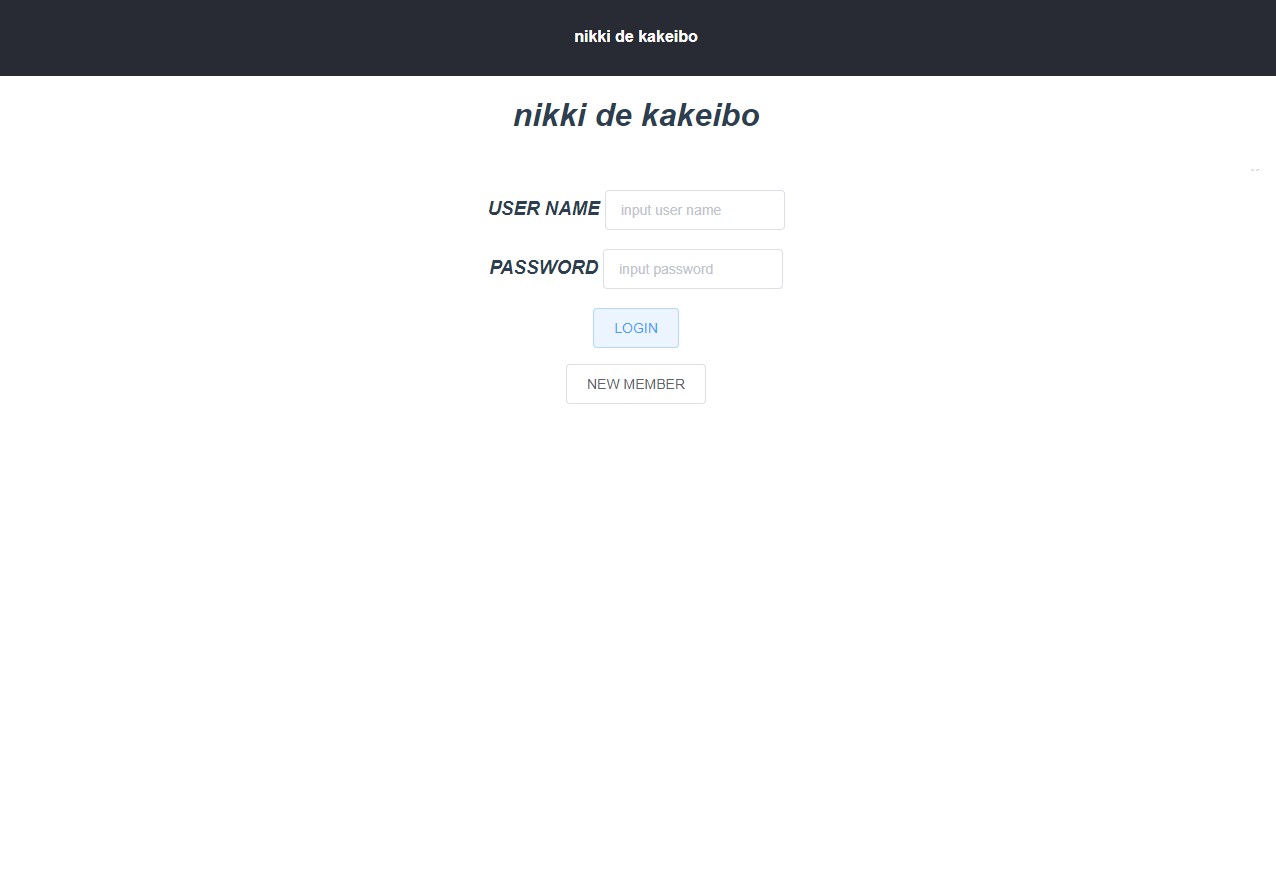 nikki de kakeibo
nikki de kakeibo
USER NAME input user name
PASSWORD input password
LOGIN
NEW MEMBER